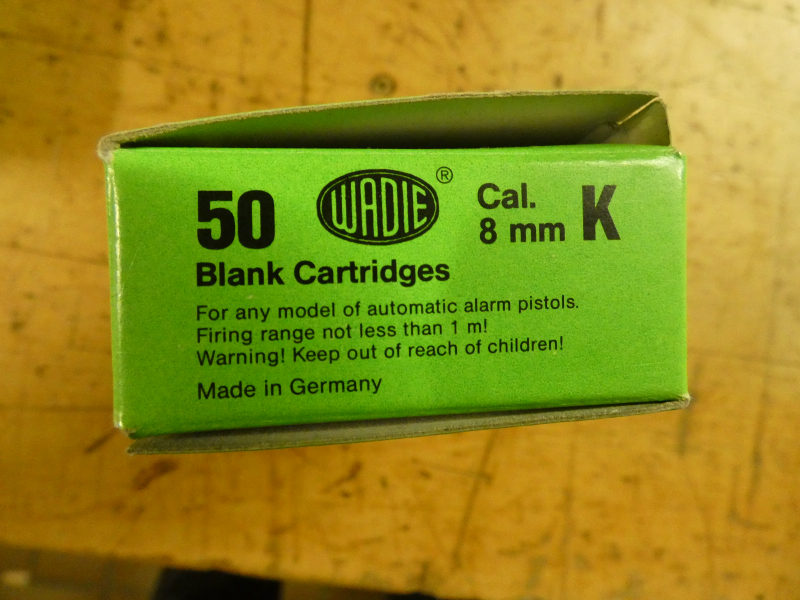 50 WADIE® Cal. 8 mm K
Blank Cartridges
For any model of automatic alarm pistols.
Firing range not less than 1 m!
Warning! Keep out of reach of children!
Made in Germany